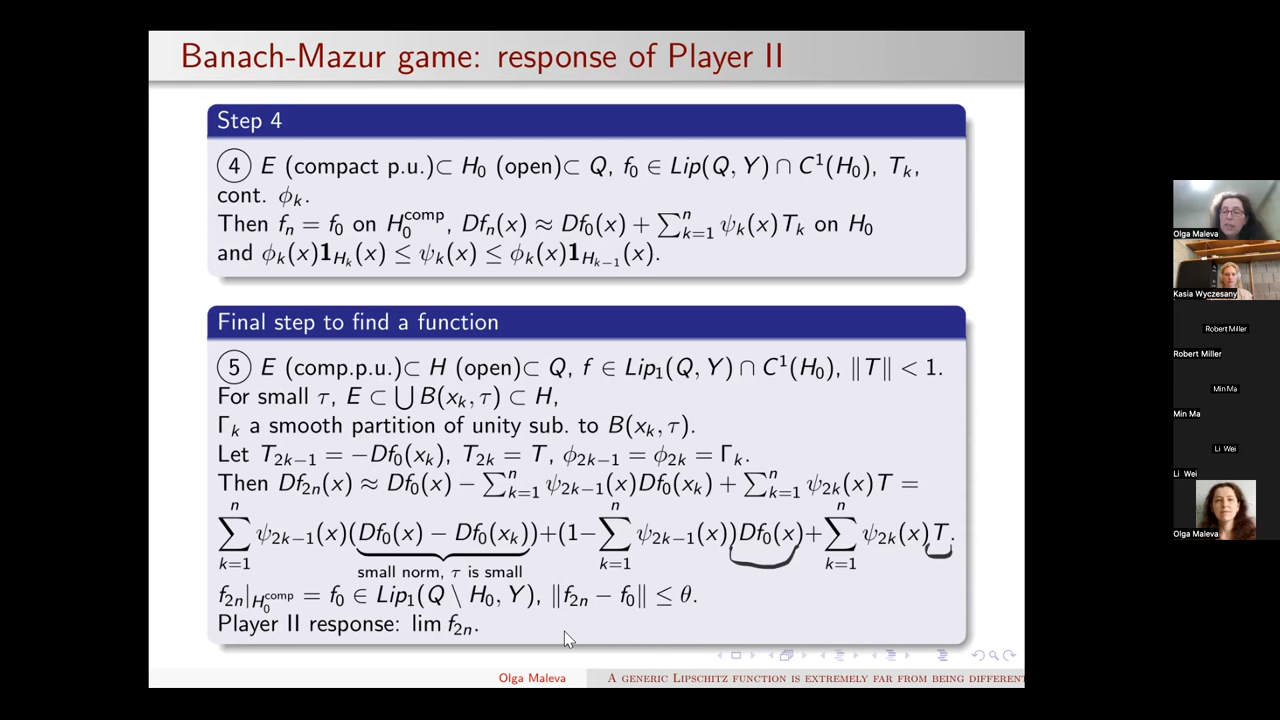 Banach-Mazur game: response of Player II
Step 4
④ E (compact p.u.)⊂ H₀ (open)⊂ Q, f₀ ∈ Lip(Q, Y) ∩ C¹(H₀), Tₖ,
cont. ϕₖ.
Then fₙ = f₀ on H₀^comp, Dfₙ(x) ≈ Df₀(x) + ∑ₖ₌₁ⁿ ψₖ(x)Tₖ on H₀
and ϕₖ(x)𝟏_{Hₖ}(x) ≤ ψₖ(x) ≤ ϕₖ(x)𝟏_{Hₖ₋₁}(x).
Final step to find a function
⑤ E (comp.p.u.)⊂ H (open)⊂ Q, f ∈ Lip₁(Q, Y) ∩ C¹(H₀), ‖T‖ < 1.
For small τ, E ⊂ ⋃ B(xₖ, τ) ⊂ H,
Γₖ a smooth partition of unity sub. to B(xₖ, τ).
Let T₂ₖ₋₁ = −Df₀(xₖ), T₂ₖ = T, ϕ₂ₖ₋₁ = ϕ₂ₖ = Γₖ.
Then Df₂ₙ(x) ≈ Df₀(x) − ∑ₖ₌₁ⁿ ψ₂ₖ₋₁(x)Df₀(xₖ) + ∑ₖ₌₁ⁿ ψ₂ₖ(x)T =
∑ₖ₌₁ⁿ ψ₂ₖ₋₁(x)(Df₀(x) − Df₀(xₖ))+(1−∑ₖ₌₁ⁿ ψ₂ₖ₋₁(x))Df₀(x)+∑ₖ₌₁ⁿ ψ₂ₖ(x)T.
small norm, τ is small
f₂ₙ|_{H₀^comp} = f₀ ∈ Lip₁(Q \ H₀, Y), ‖f₂ₙ − f₀‖ ≤ θ.
Player II response: lim f₂ₙ.
Olga Maleva A GENERIC LIPSCHITZ FUNCTION IS EXTREMELY FAR FROM BEING DIFFEREN
Olga Maleva
Kasia Wyczesany
Robert Miller
Robert Miller
Min Ma
Min Ma
Li Wei
Li Wei
Olga Maleva